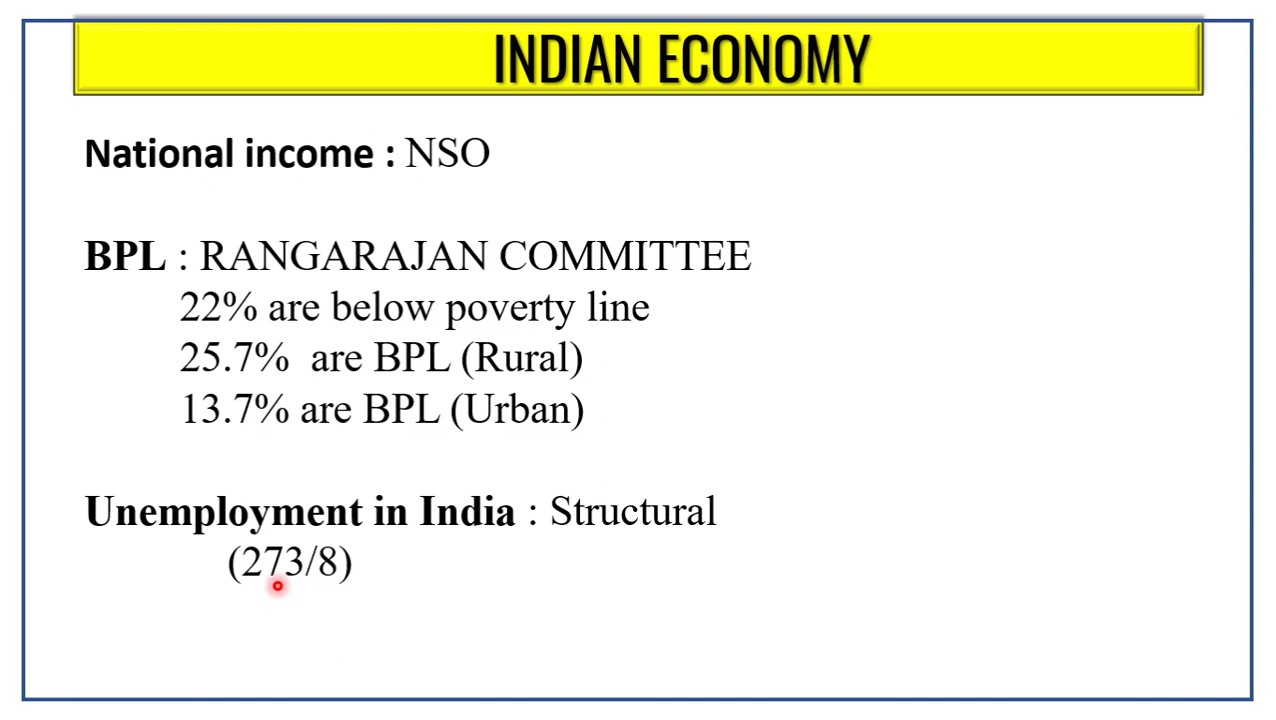 INDIAN ECONOMY
National income : NSO
BPL : RANGARAJAN COMMITTEE
22% are below poverty line
25.7% are BPL (Rural)
13.7% are BPL (Urban)
Unemployment in India : Structural
(273/8)